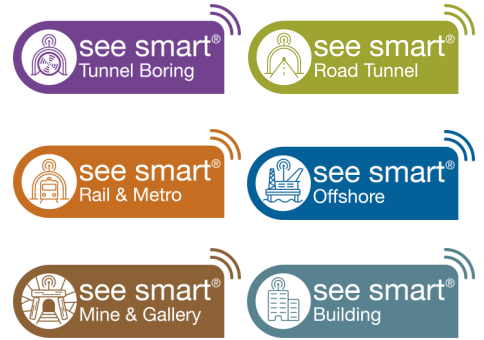 see smart®
Tunnel Boring
see smart®
Road Tunnel
see smart®
Rail & Metro
see smart®
Offshore
see smart®
Mine & Gallery
see smart®
Building